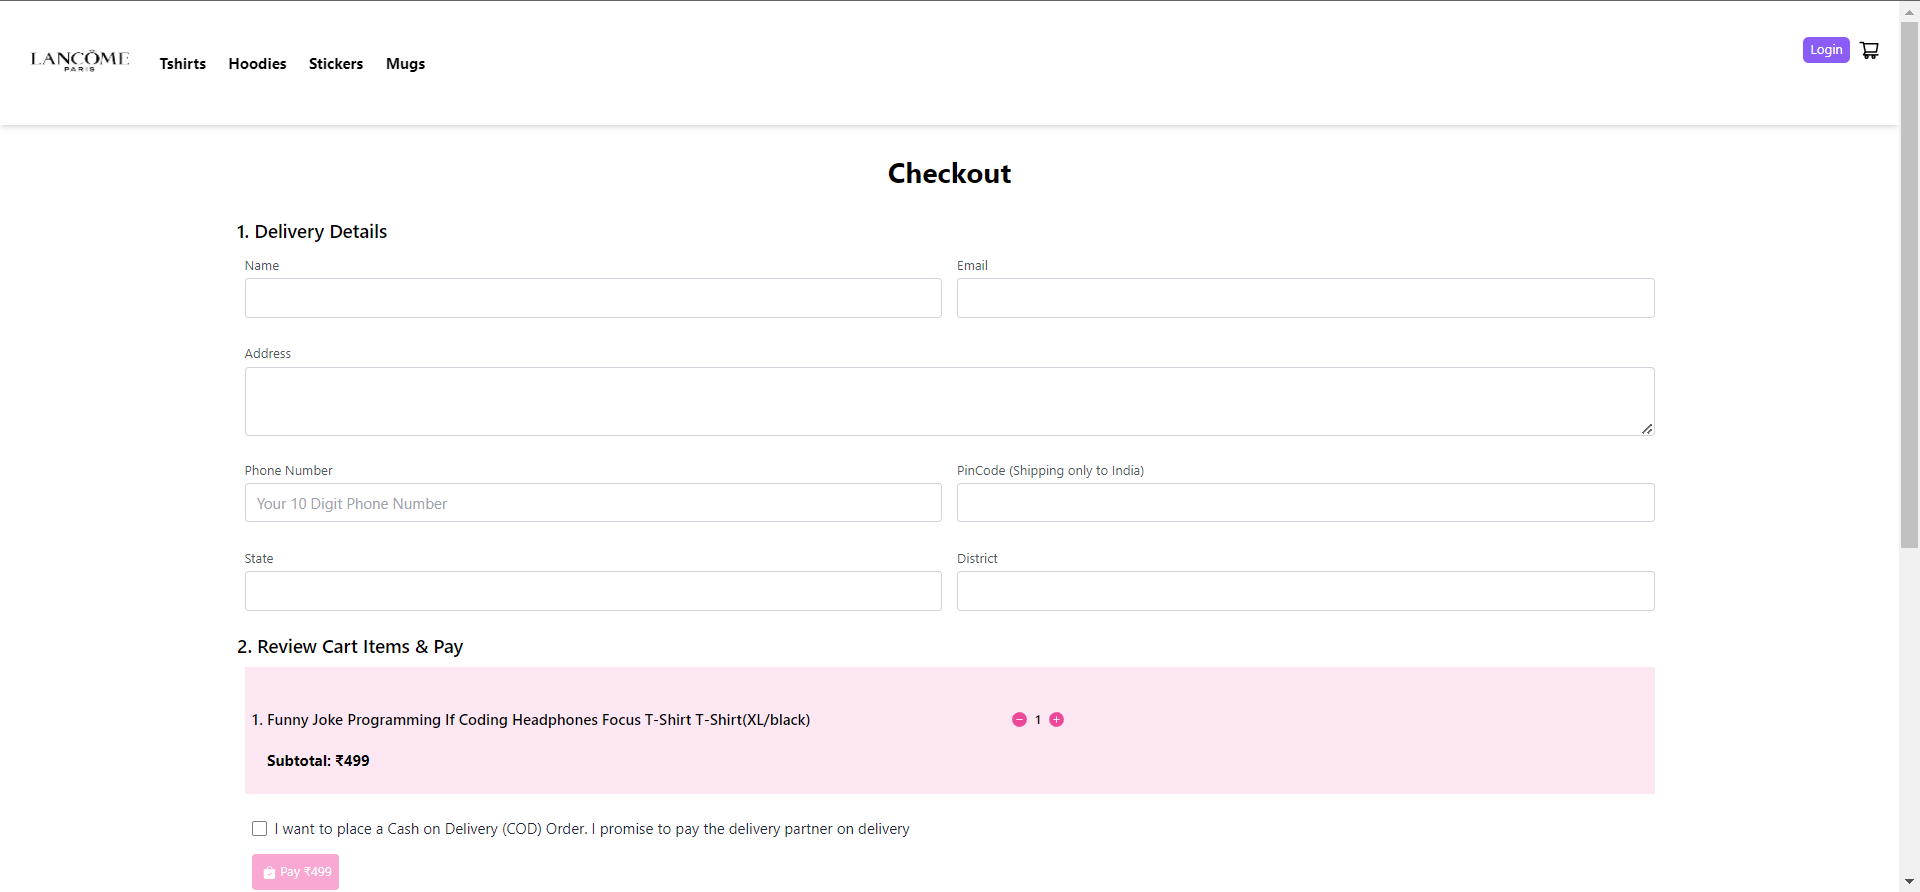 LANCÔME
PARIS
Tshirts Hoodies Stickers Mugs
Login
Checkout
1. Delivery Details
Name Email
Address
Phone Number PinCode (Shipping only to India)
Your 10 Digit Phone Number
State District
2. Review Cart Items & Pay
1. Funny Joke Programming If Coding Headphones Focus T-Shirt T-Shirt(XL/black) 1
Subtotal: ₹499
I want to place a Cash on Delivery (COD) Order. I promise to pay the delivery partner on delivery
Pay ₹499